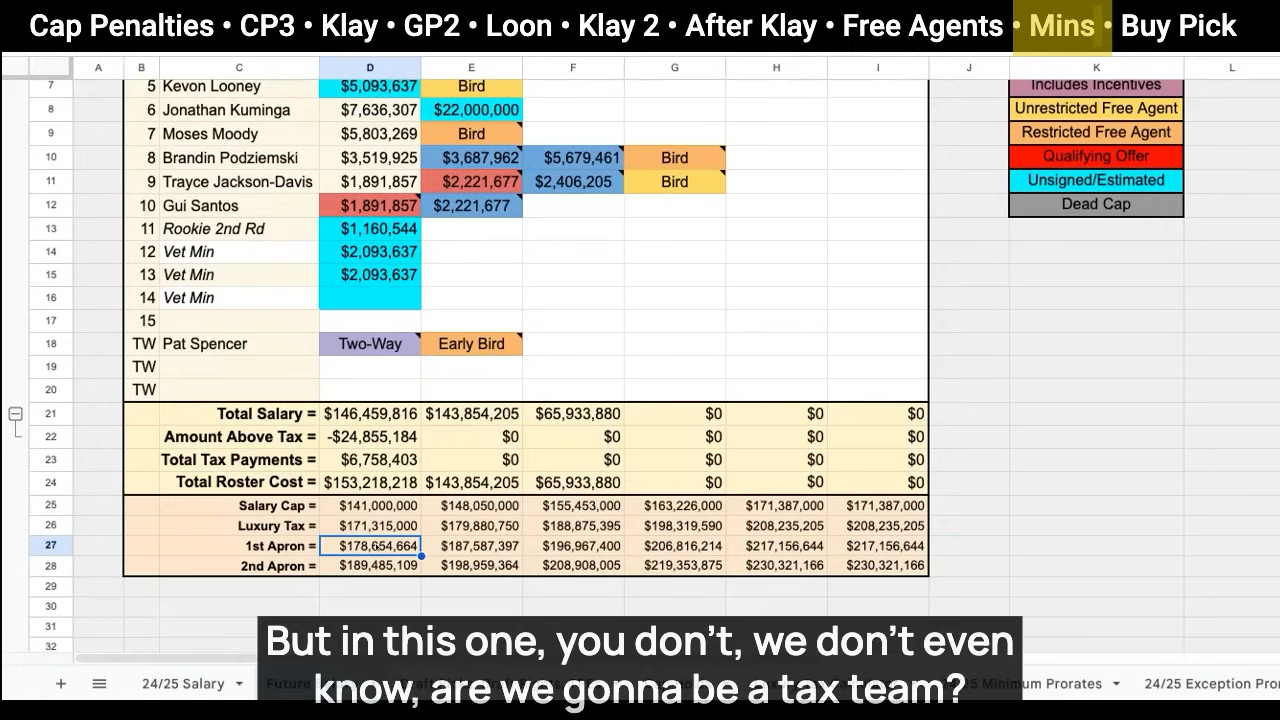 Cap Penalties • CP3 • Klay • GP2 • Loon • Klay 2 • After Klay • Free Agents • Mins • Buy Pick
A B C D E F G H I J K L
7 5 Kevon Looney $5,093,637 Bird Includes Incentives
8 6 Jonathan Kuminga $7,636,307 $22,000,000 Unrestricted Free Agent
9 7 Moses Moody $5,803,269 Bird Restricted Free Agent
10 8 Brandin Podziemski $3,519,925 $3,687,962 $5,679,461 Bird Qualifying Offer
11 9 Trayce Jackson-Davis $1,891,857 $2,221,677 $2,406,205 Bird Unsigned/Estimated
12 10 Gui Santos $1,891,857 $2,221,677 Dead Cap
13 11 Rookie 2nd Rd $1,160,544
14 12 Vet Min $2,093,637
15 13 Vet Min $2,093,637
16 14 Vet Min
17 15
18 TW Pat Spencer Two-Way Early Bird
19 TW
20 TW
21 Total Salary = $146,459,816 $143,854,205 $65,933,880 $0 $0 $0
22 Amount Above Tax = -$24,855,184 $0 $0 $0 $0 $0
23 Total Tax Payments = $6,758,403 $0 $0 $0 $0 $0
24 Total Roster Cost = $153,218,218 $143,854,205 $65,933,880 $0 $0 $0
25 Salary Cap = $141,000,000 $148,050,000 $155,453,000 $163,226,000 $171,387,000 $171,387,000
26 Luxury Tax = $171,315,000 $179,880,750 $188,875,395 $198,319,590 $208,235,205 $208,235,205
27 1st Apron = $178,654,664 $187,587,397 $196,967,400 $206,816,214 $217,156,644 $217,156,644
28 2nd Apron = $189,485,109 $198,959,364 $208,908,005 $219,353,875 $230,321,166 $230,321,166
29
30
31
32
But in this one, you don't, we don't even
know, are we gonna be a tax team?
+ 24/25 Salary Minimum Prorates 24/25 Exception Pro